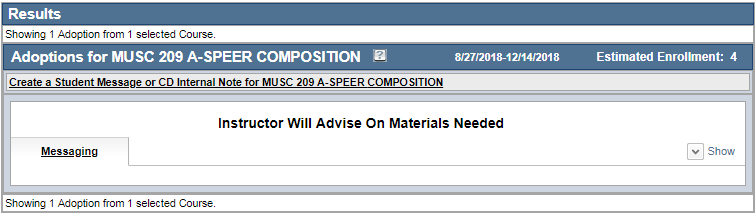 Results
Showing 1 Adoption from 1 selected Course.
Adoptions for MUSC 209 A-SPEER COMPOSITION ? 8/27/2018-12/14/2018 Estimated Enrollment: 4
Create a Student Message or CD Internal Note for MUSC 209 A-SPEER COMPOSITION
Instructor Will Advise On Materials Needed
Messaging Show
Showing 1 Adoption from 1 selected Course.